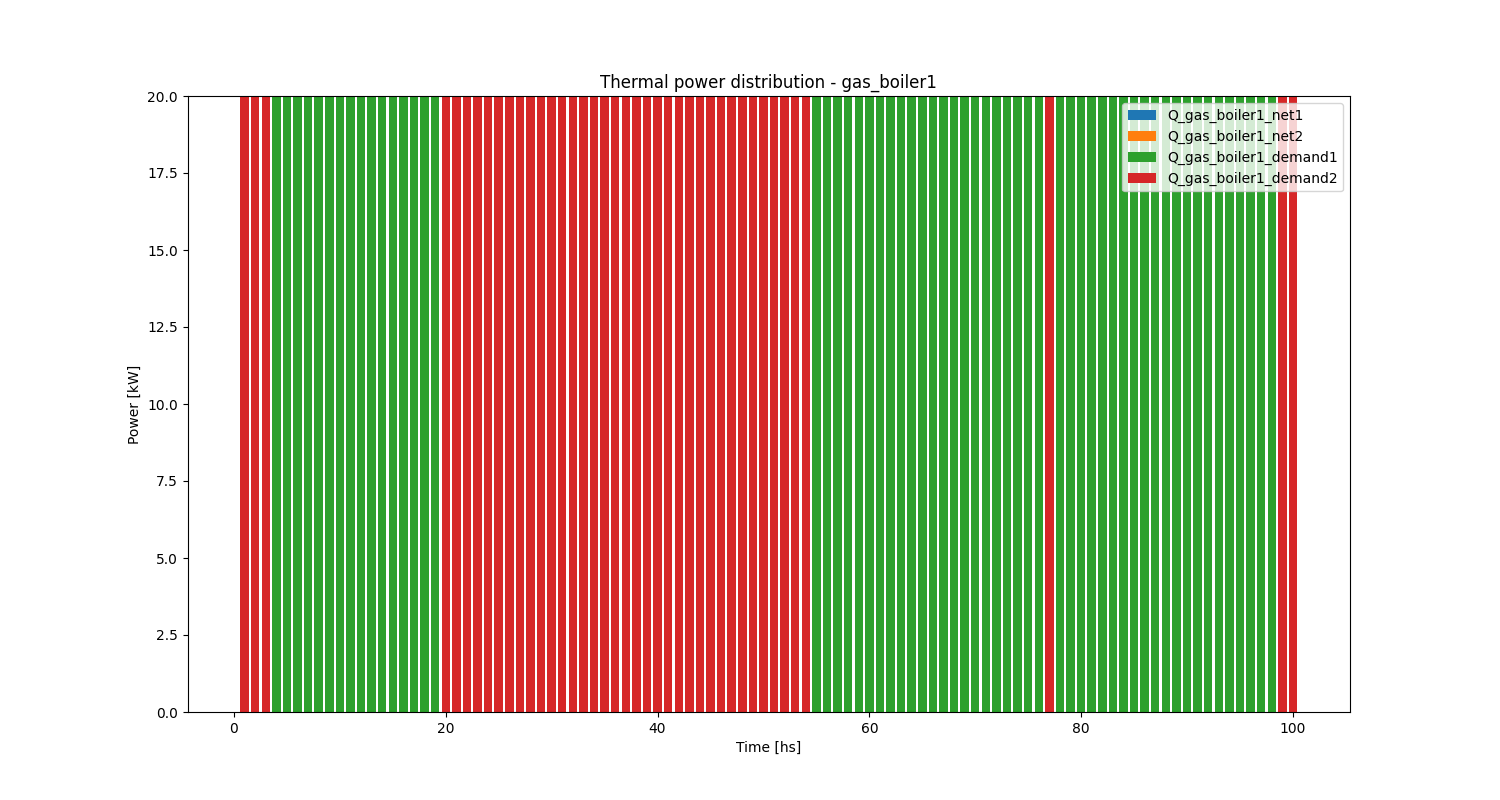 Thermal power distribution - gas_boiler1
20.0
17.5
15.0
12.5
10.0
7.5
5.0
2.5
0.0
Power [kW]
0
20
40
60
80
100
Time [hs]
Q_gas_boiler1_net1
Q_gas_boiler1_net2
Q_gas_boiler1_demand1
Q_gas_boiler1_demand2